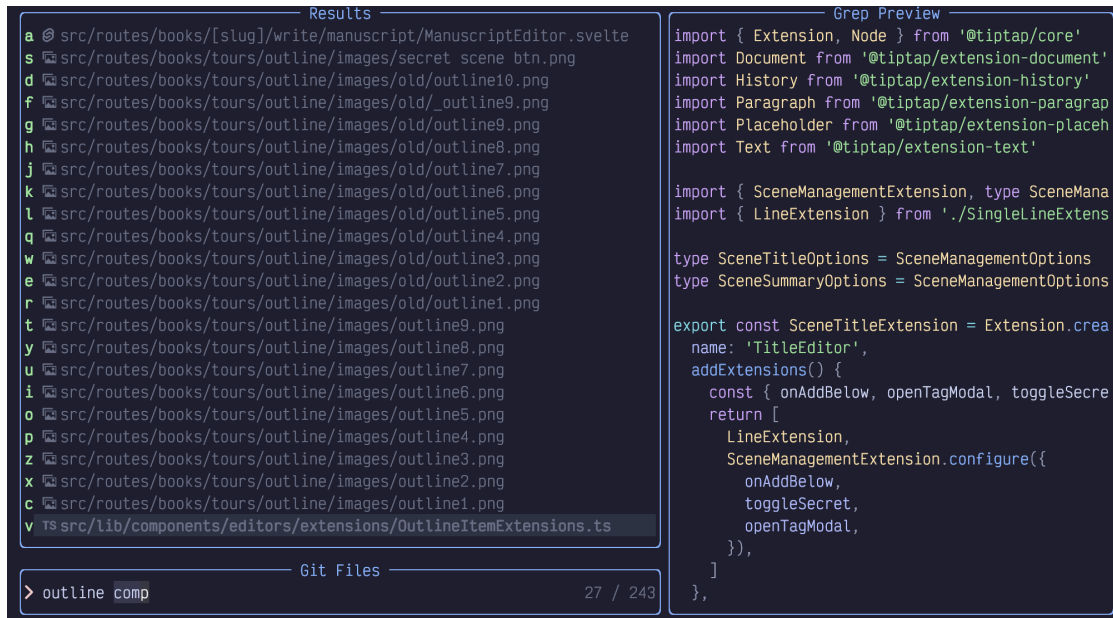 Results
a src/routes/books/[slug]/write/manuscript/ManuscriptEditor.svelte
s src/routes/books/tours/outline/images/secret scene btn.png
d src/routes/books/tours/outline/images/old/outline10.png
f src/routes/books/tours/outline/images/old/_outline9.png
g src/routes/books/tours/outline/images/old/outline9.png
h src/routes/books/tours/outline/images/old/outline8.png
j src/routes/books/tours/outline/images/old/outline7.png
k src/routes/books/tours/outline/images/old/outline6.png
l src/routes/books/tours/outline/images/old/outline5.png
q src/routes/books/tours/outline/images/old/outline4.png
w src/routes/books/tours/outline/images/old/outline3.png
e src/routes/books/tours/outline/images/old/outline2.png
r src/routes/books/tours/outline/images/old/outline1.png
t src/routes/books/tours/outline/images/outline9.png
y src/routes/books/tours/outline/images/outline8.png
u src/routes/books/tours/outline/images/outline7.png
i src/routes/books/tours/outline/images/outline6.png
o src/routes/books/tours/outline/images/outline5.png
p src/routes/books/tours/outline/images/outline4.png
z src/routes/books/tours/outline/images/outline3.png
x src/routes/books/tours/outline/images/outline2.png
c src/routes/books/tours/outline/images/outline1.png
v TS src/lib/components/editors/extensions/OutlineItemExtensions.ts
Git Files
> outline comp 27 / 243
Grep Preview
import { Extension, Node } from '@tiptap/core'
import Document from '@tiptap/extension-document'
import History from '@tiptap/extension-history'
import Paragraph from '@tiptap/extension-paragrap
import Placeholder from '@tiptap/extension-placeh
import Text from '@tiptap/extension-text'
import { SceneManagementExtension, type SceneMana
import { LineExtension } from './SingleLineExtens
type SceneTitleOptions = SceneManagementOptions
type SceneSummaryOptions = SceneManagementOptions
export const SceneTitleExtension = Extension.crea
name: 'TitleEditor',
addExtensions() {
const { onAddBelow, openTagModal, toggleSecre
return [
LineExtension,
SceneManagementExtension.configure({
onAddBelow,
toggleSecret,
openTagModal,
}),
]
},